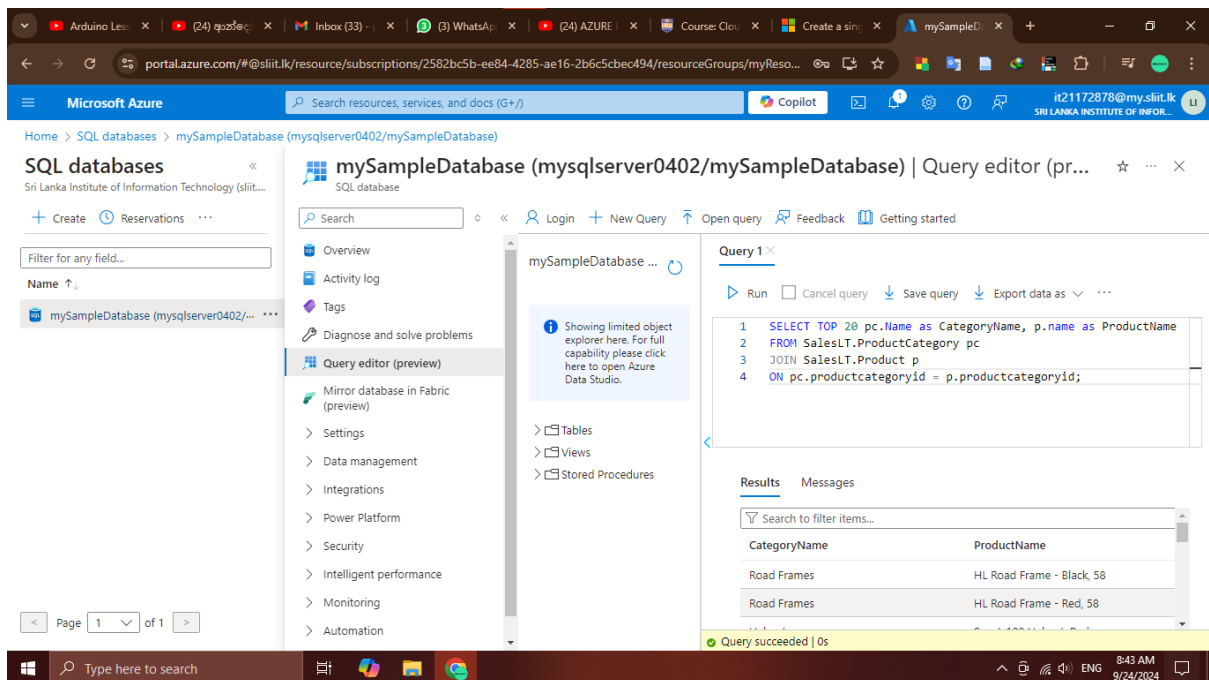 Arduino Less
(24) අපත්දෙ
Inbox (33) -
(3) WhatsAp
(24) AZURE
Course: Clou
Create a sing
mySampleDa
portal.azure.com/#@sliit.lk/resource/subscriptions/2582bc5b-ee84-4285-ae16-2b6c5cbec494/resourceGroups/myReso...
Microsoft Azure
Search resources, services, and docs (G+/)
Copilot
1
it21172878@my.sliit.lk
SRI LANKA INSTITUTE OF INFOR...
LI
Home > SQL databases > mySampleDatabase (mysqlserver0402/mySampleDatabase)
SQL databases
Sri Lanka Institute of Information Technology (sliit....
Create Reservations ...
Filter for any field...
Name ↑↓
mySampleDatabase (mysqlserver0402/... ...
Page 1 of 1
mySampleDatabase (mysqlserver0402/mySampleDatabase) | Query editor (pr...
SQL database
Search
Login New Query Open query Feedback Getting started
Overview
Activity log
Tags
Diagnose and solve problems
Query editor (preview)
Mirror database in Fabric
(preview)
Settings
Data management
Integrations
Power Platform
Security
Intelligent performance
Monitoring
Automation
mySampleDatabase ...
Showing limited object
explorer here. For full
capability please click
here to open Azure
Data Studio.
Tables
Views
Stored Procedures
Query 1
Run Cancel query Save query Export data as ...
1 SELECT TOP 20 pc.Name as CategoryName, p.name as ProductName
2 FROM SalesLT.ProductCategory pc
3 JOIN SalesLT.Product p
4 ON pc.productcategoryid = p.productcategoryid;
Results Messages
Search to filter items...
CategoryName ProductName
Road Frames HL Road Frame - Black, 58
Road Frames HL Road Frame - Red, 58
Query succeeded | 0s
Type here to search
ENG
8:43 AM
9/24/2024